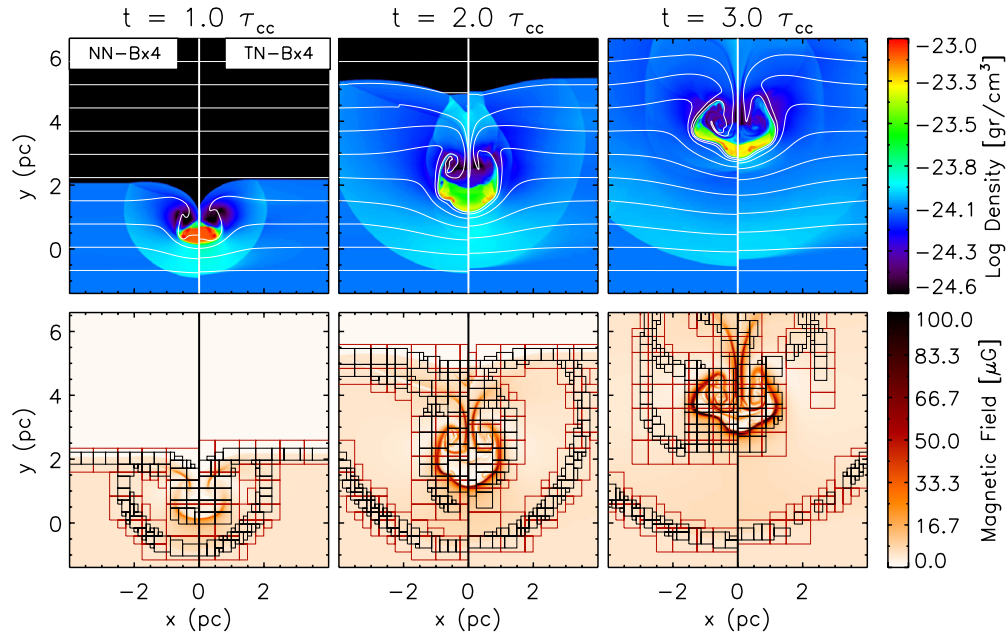 t = 1.0 τcc
t = 2.0 τcc
t = 3.0 τcc
NN−Bx4
TN−Bx4
y (pc)
6
4
2
0
−23.0
−23.3
−23.5
−23.8
−24.1
−24.3
−24.6
Log Density [gr/cm³]
y (pc)
6
4
2
0
100.0
83.3
66.7
50.0
33.3
16.7
0.0
Magnetic Field [μG]
−2 0 2
−2 0 2
−2 0 2
x (pc)
x (pc)
x (pc)